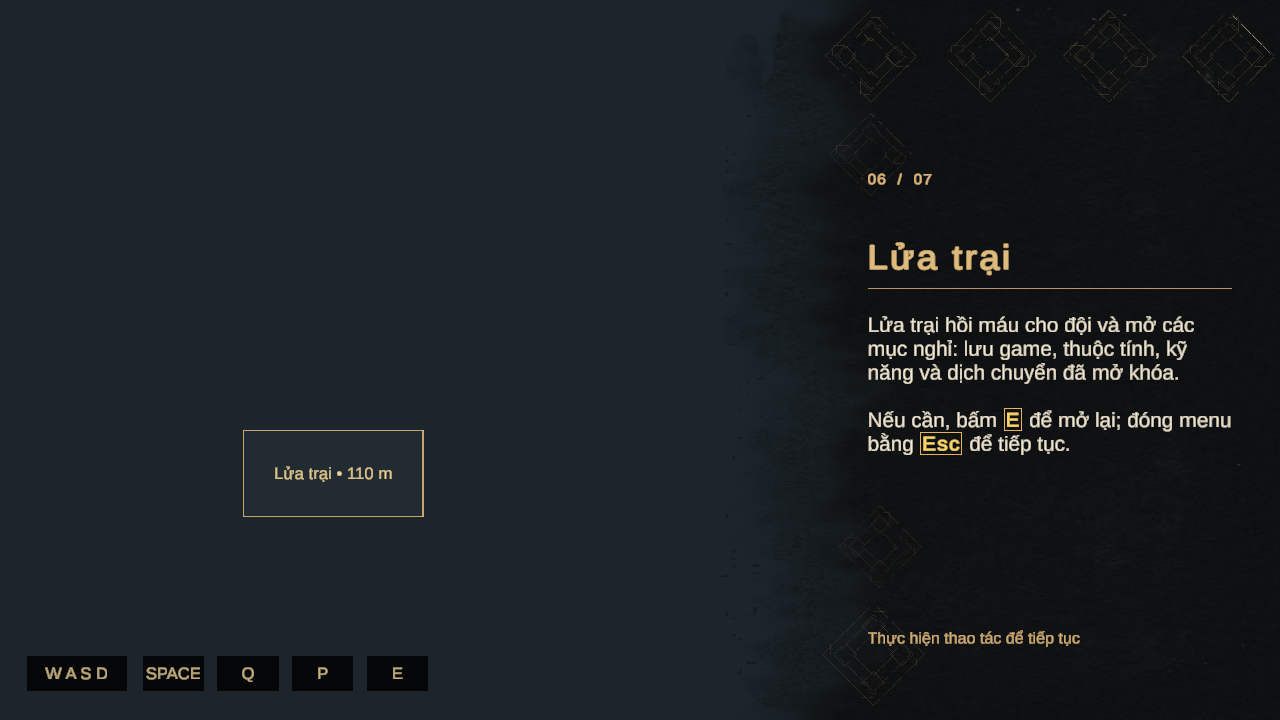 06 / 07
Lửa trại
Lửa trại hồi máu cho đội và mở các
mục nghỉ: lưu game, thuộc tính, kỹ
năng và dịch chuyển đã mở khóa.
Nếu cần, bấm E để mở lại; đóng menu
bằng Esc để tiếp tục.
Lửa trại • 110 m
Thực hiện thao tác để tiếp tục
W A S D SPACE Q P E